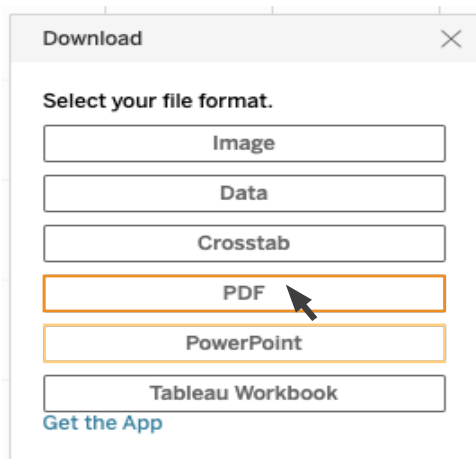 Download
Select your file format.
Image
Data
Crosstab
PDF
PowerPoint
Tableau Workbook
Get the App